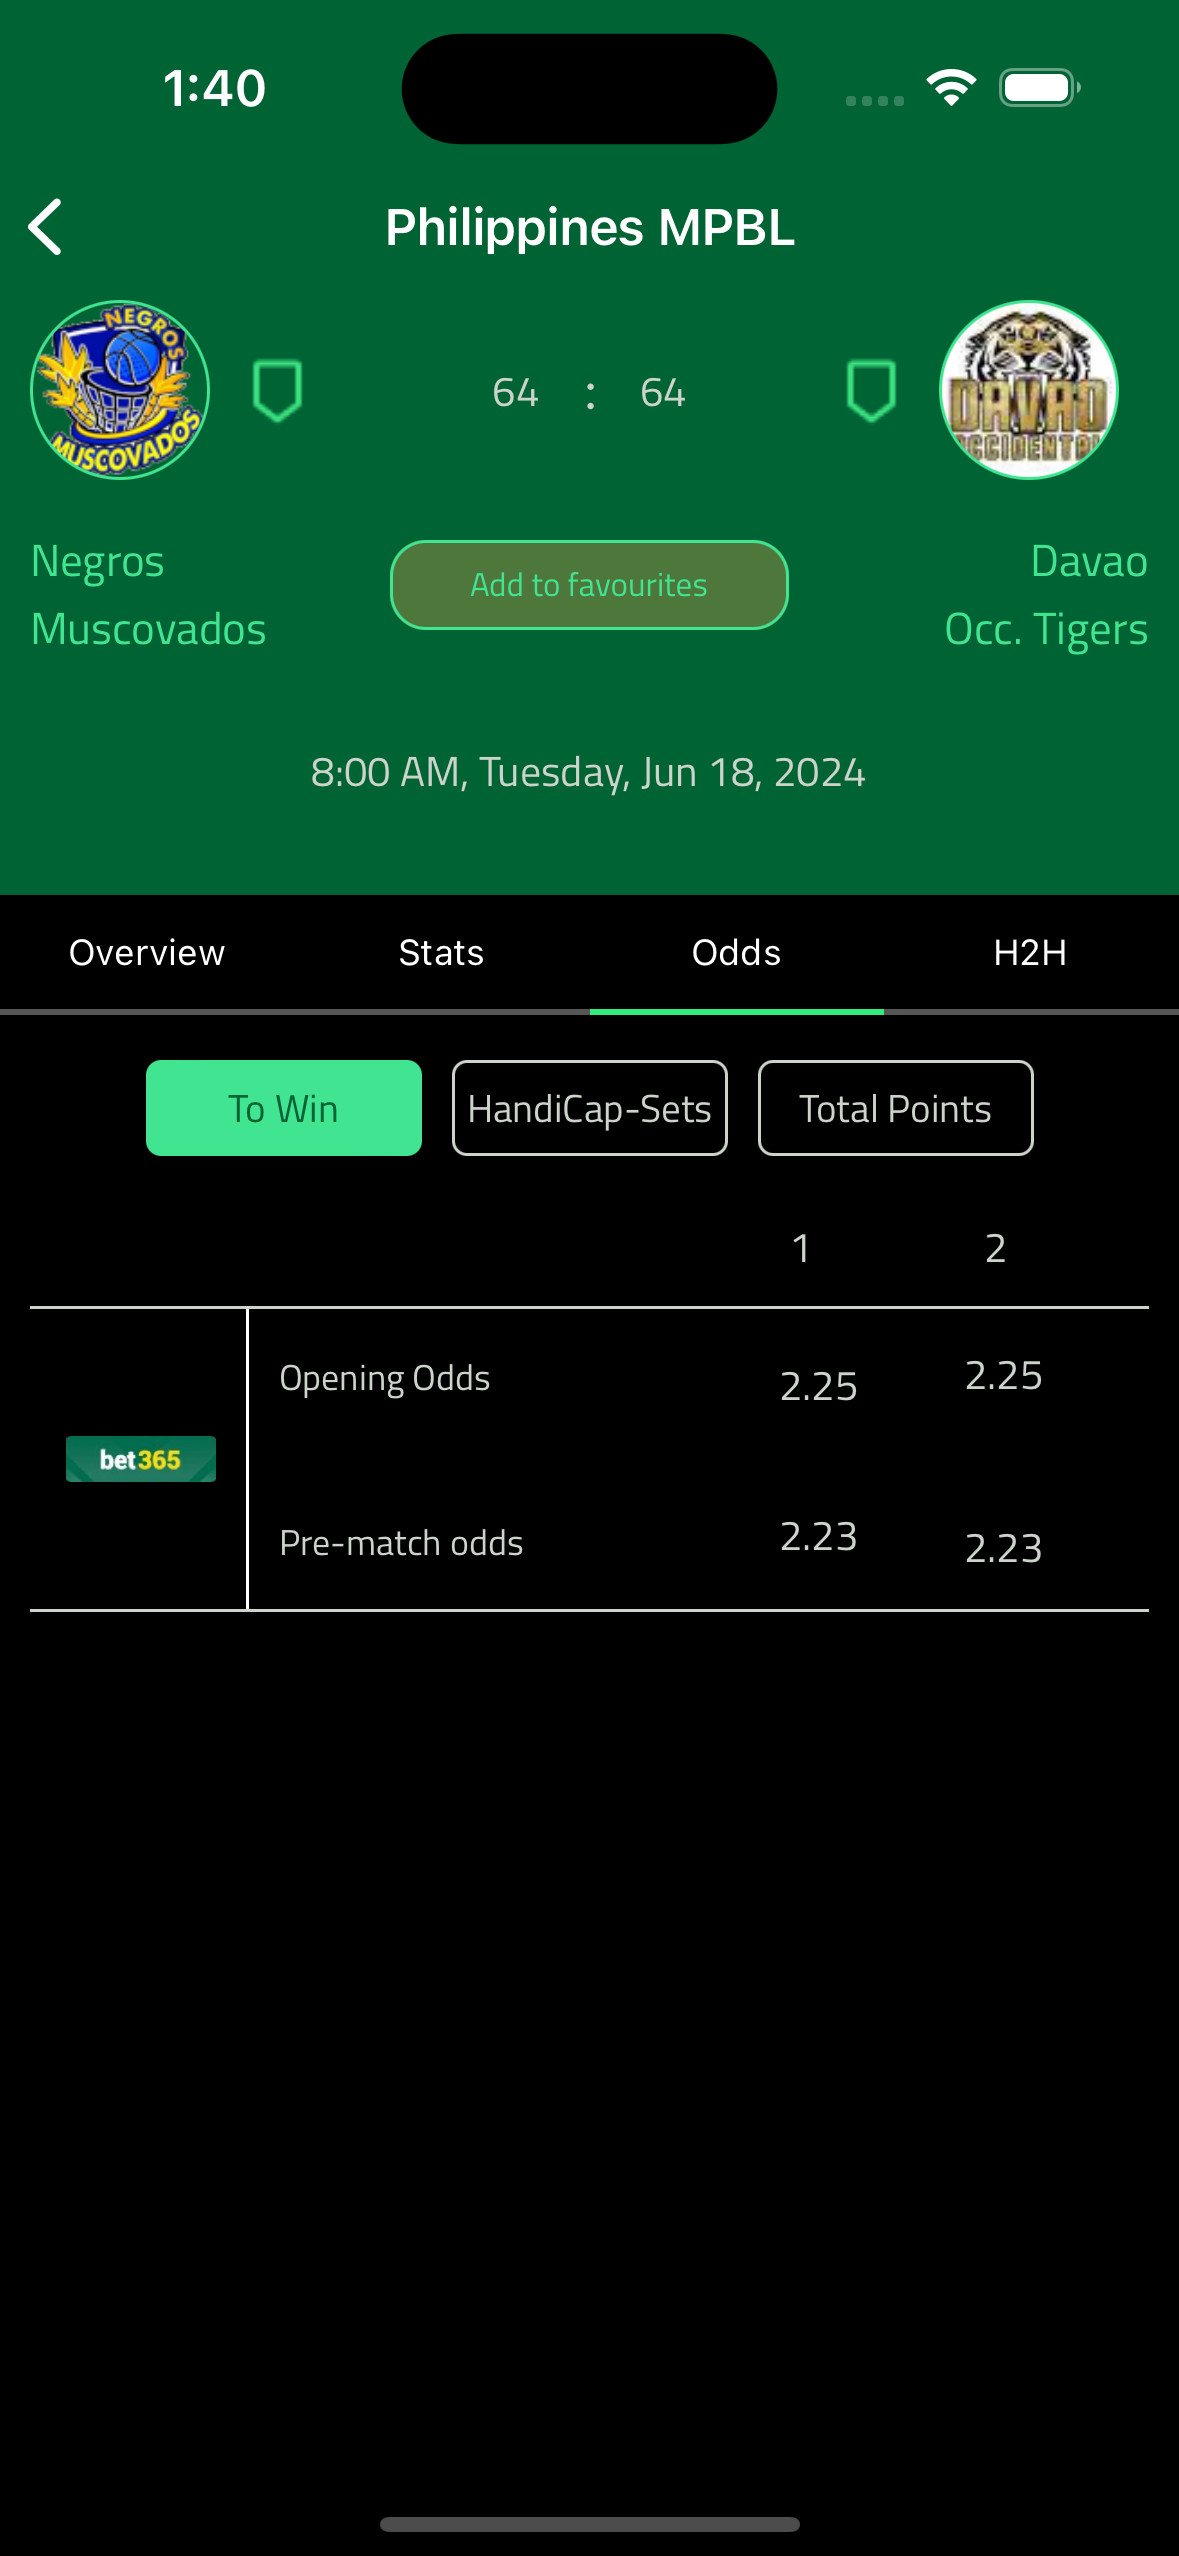 1:40
Philippines MPBL
NEGROS
MUSCOVADOS
64 : 64
DAVAO
OCCIDENTAL
Negros
Muscovados
Add to favourites
Davao
Occ. Tigers
8:00 AM, Tuesday, Jun 18, 2024
Overview Stats Odds H2H
To Win HandiCap-Sets Total Points
1 2
Opening Odds 2.25 2.25
bet365
Pre-match odds 2.23 2.23